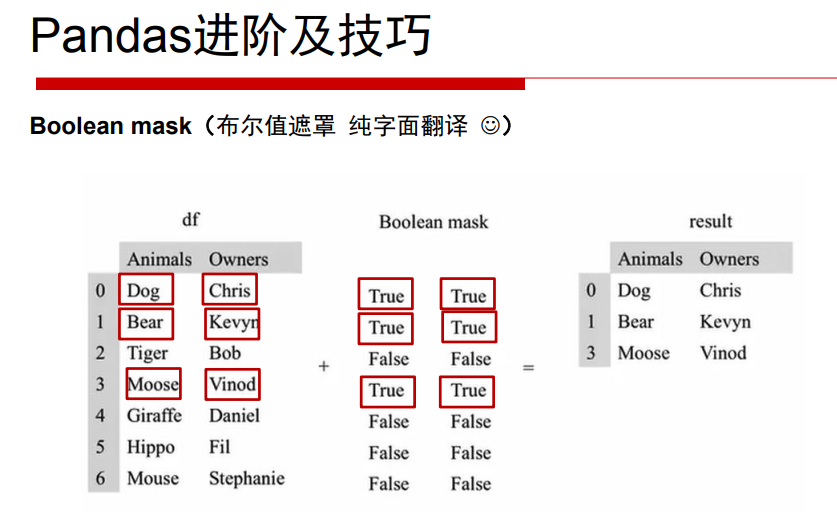 Pandas进阶及技巧
Boolean mask（布尔值遮罩 纯字面翻译 ☺）
df Boolean mask result
Animals Owners Animals Owners
0 Dog Chris True True 0 Dog Chris
1 Bear Kevyn True True 1 Bear Kevyn
2 Tiger Bob + False False = 3 Moose Vinod
3 Moose Vinod True True
4 Giraffe Daniel False False
5 Hippo Fil False False
6 Mouse Stephanie False False